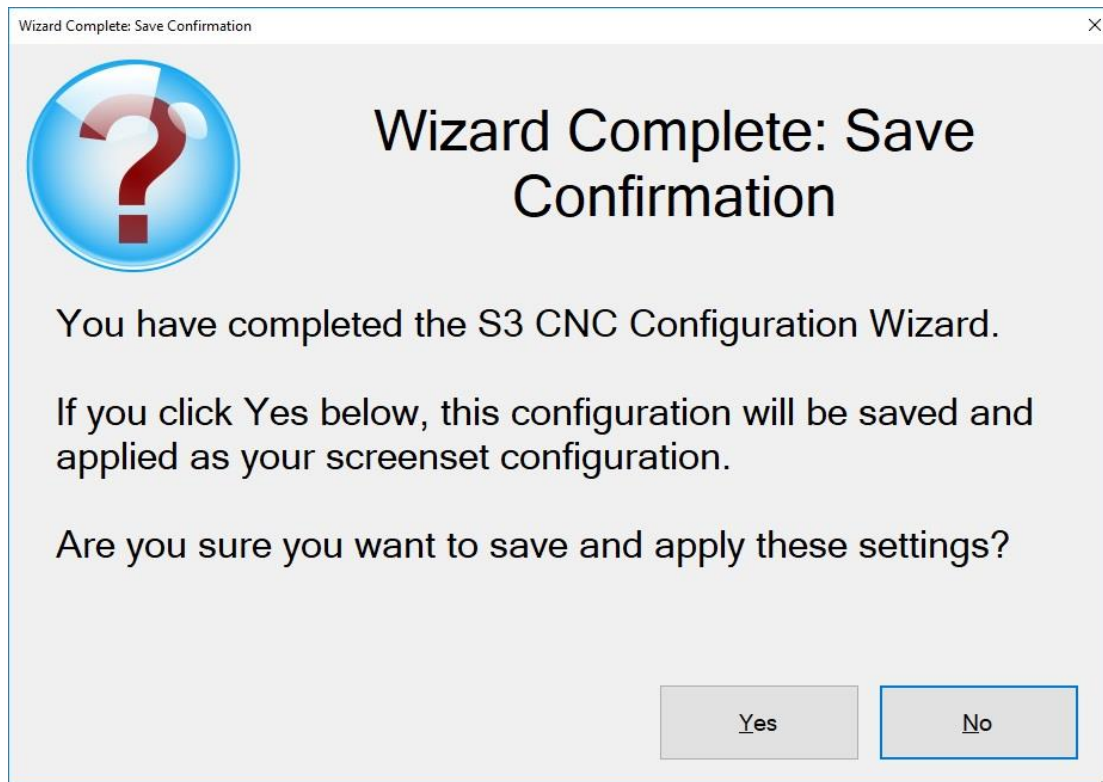 Wizard Complete: Save Confirmation
Wizard Complete: Save
Confirmation
You have completed the S3 CNC Configuration Wizard.
If you click Yes below, this configuration will be saved and
applied as your screenset configuration.
Are you sure you want to save and apply these settings?
Yes
No